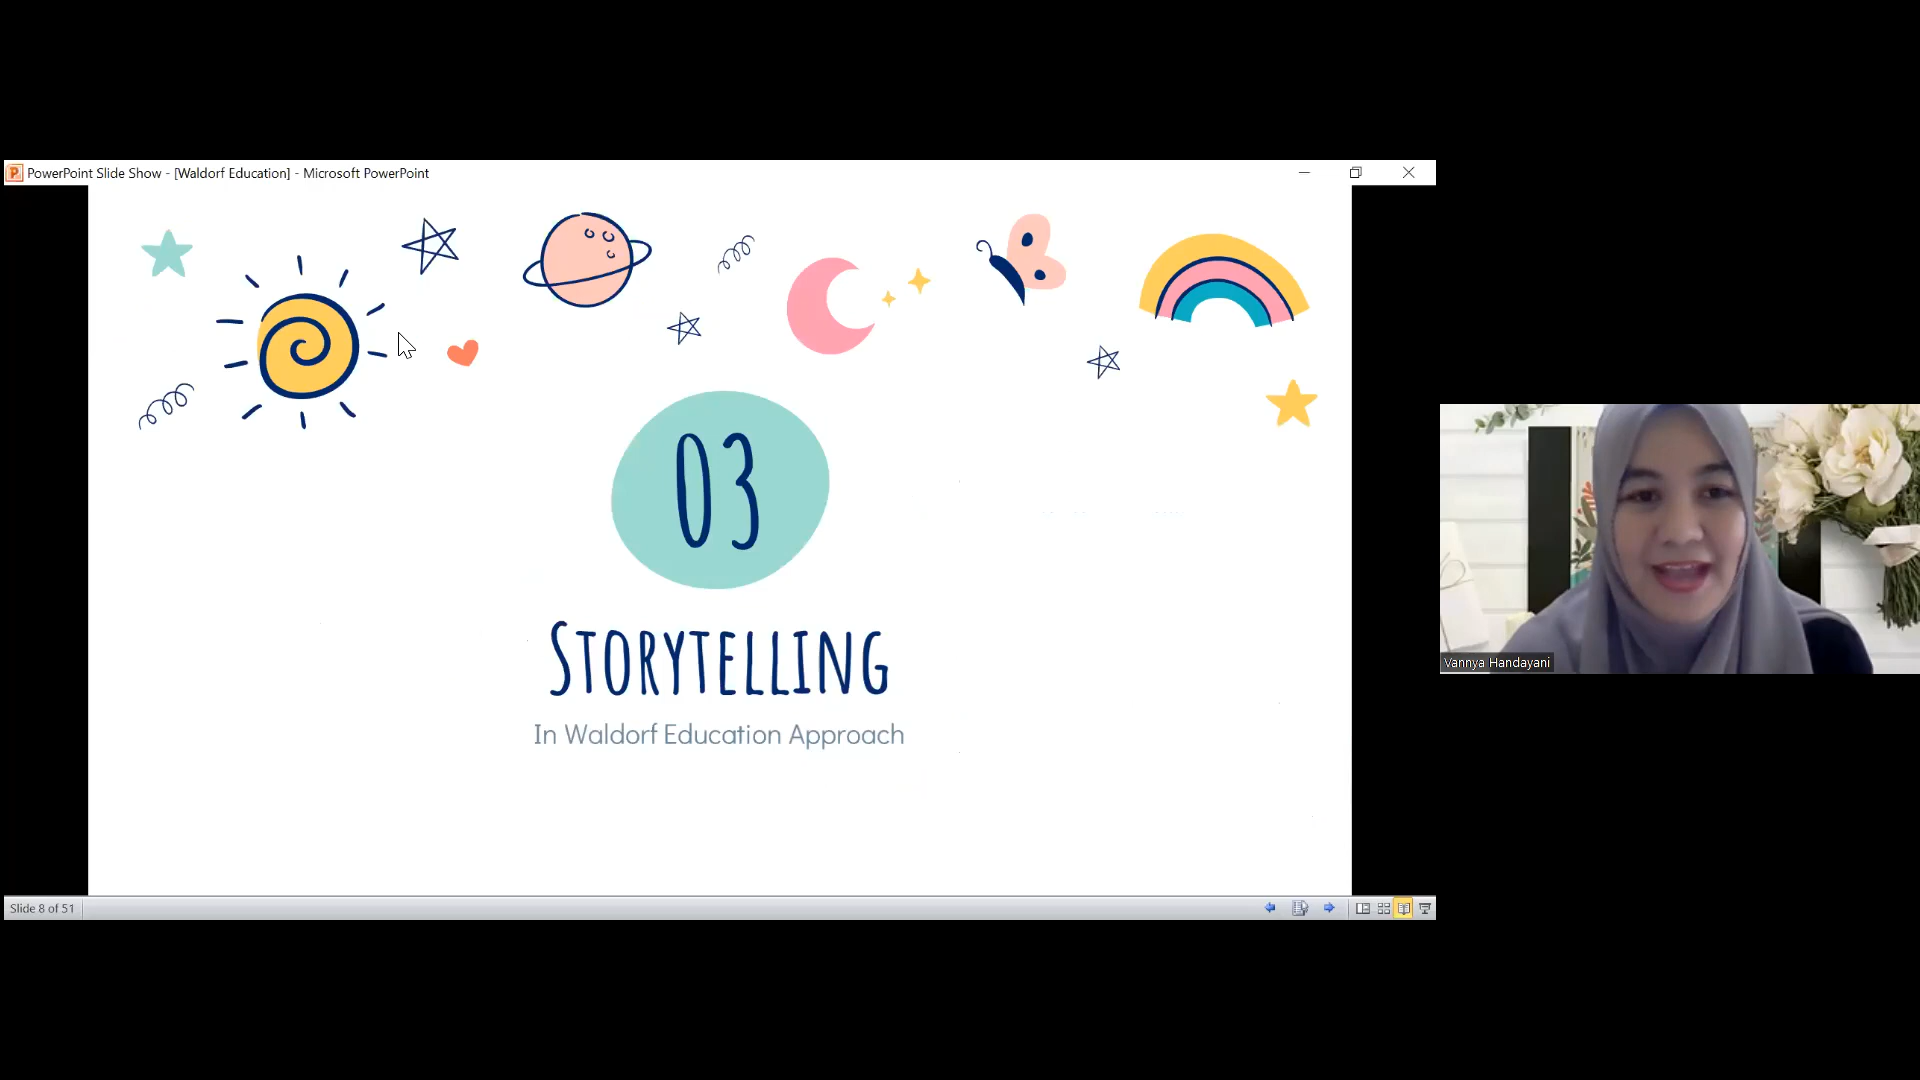 PowerPoint Slide Show - [Waldorf Education] - Microsoft PowerPoint
03
STORYTELLING
In Waldorf Education Approach
Vannya Handayani
Slide 8 of 51